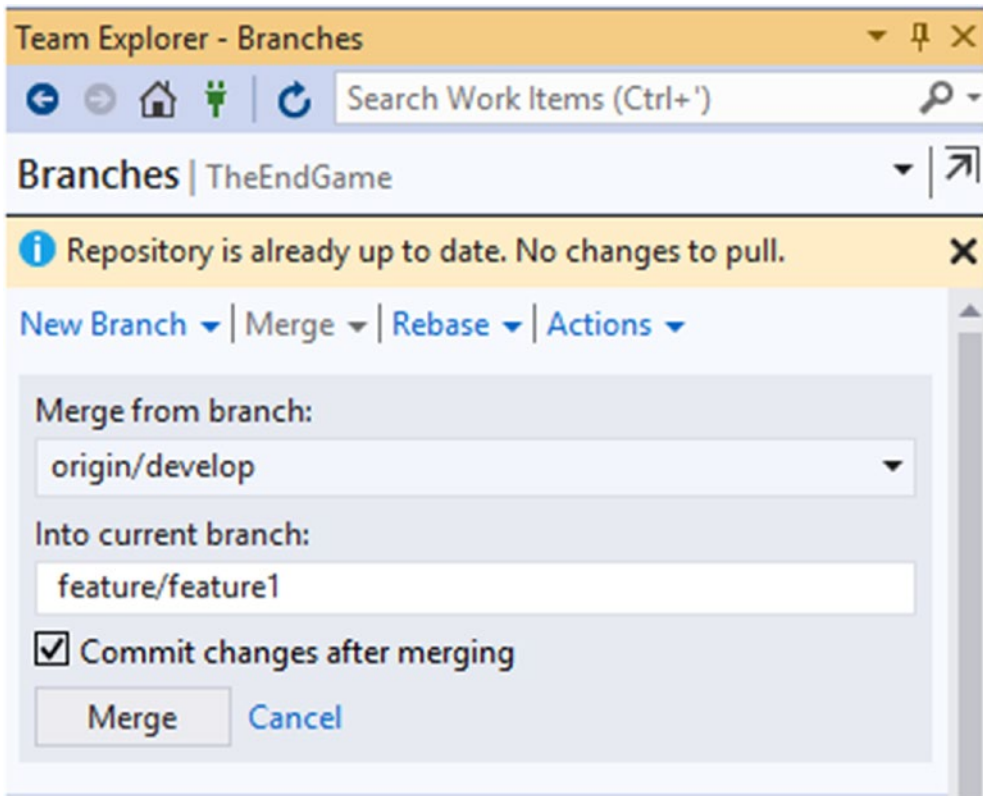 Team Explorer - Branches
Search Work Items (Ctrl+')
Branches | TheEndGame
Repository is already up to date. No changes to pull.
New Branch | Merge | Rebase | Actions
Merge from branch:
origin/develop
Into current branch:
feature/feature1
Commit changes after merging
Merge Cancel